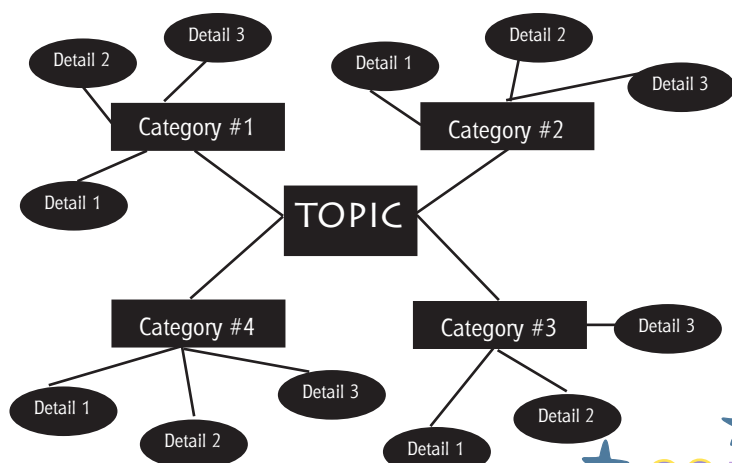 Detail 3
Detail 2
Category #1
Detail 1
Detail 2
Detail 1
Detail 3
Category #2
TOPIC
Category #4
Detail 1
Detail 2
Detail 3
Category #3
Detail 3
Detail 2
Detail 1